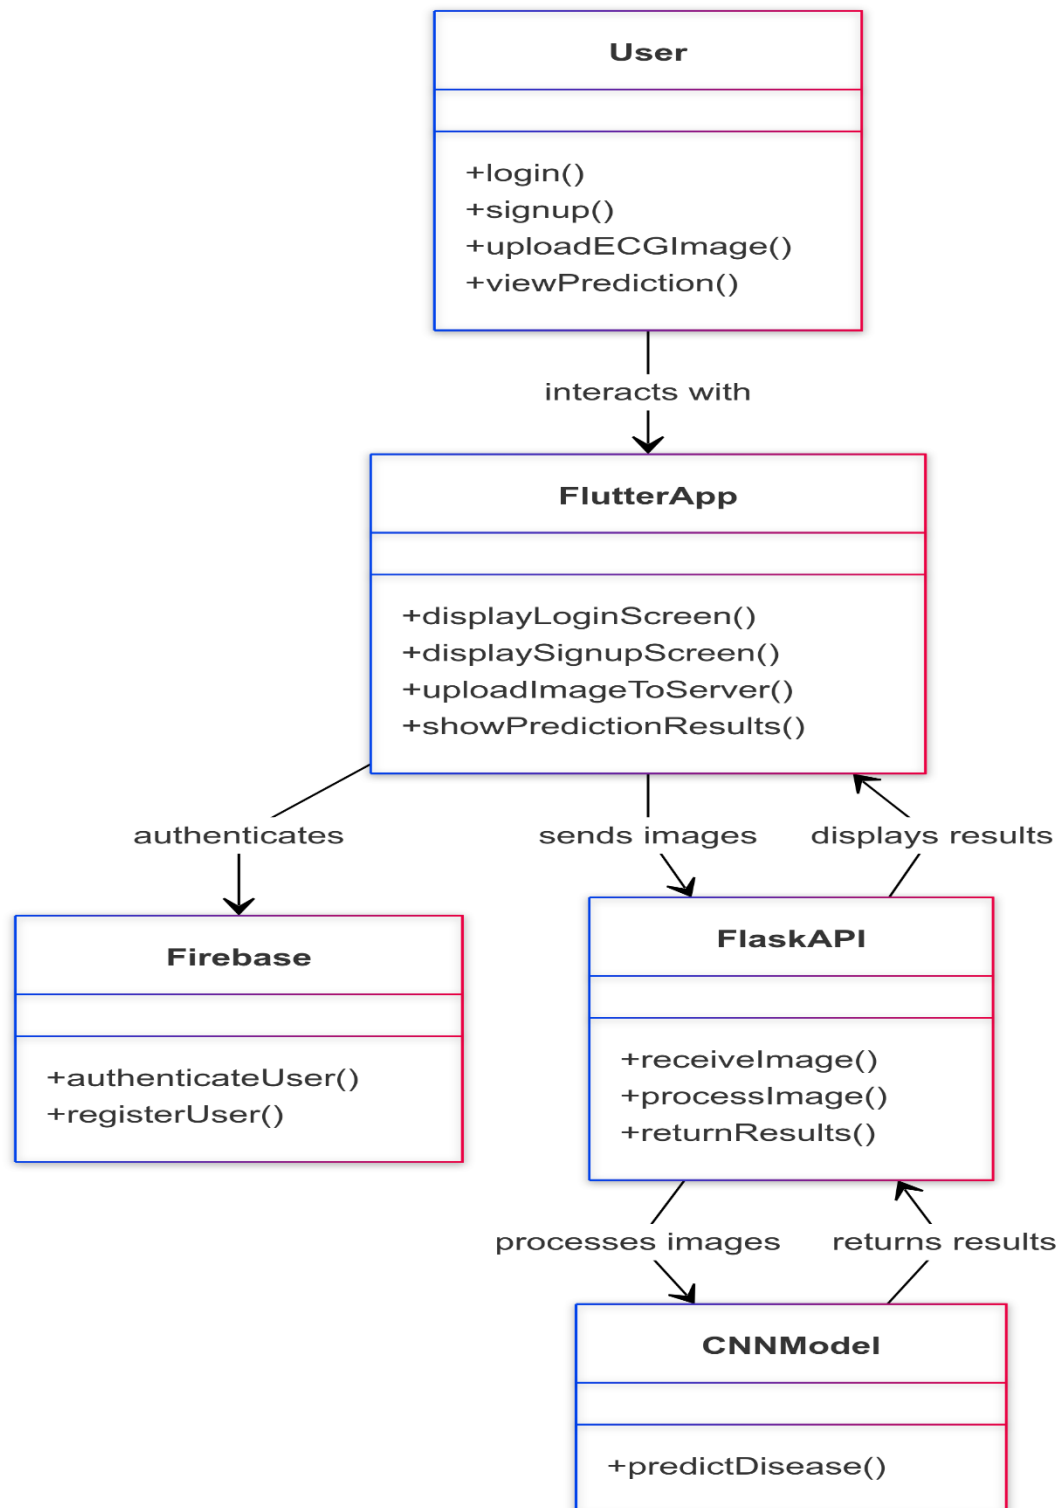 User
+login()
+signup()
+uploadECGImage()
+viewPrediction()
interacts with
FlutterApp
+displayLoginScreen()
+displaySignupScreen()
+uploadImageToServer()
+showPredictionResults()
authenticates
sends images
displays results
Firebase
+authenticateUser()
+registerUser()
FlaskAPI
+receiveImage()
+processImage()
+returnResults()
processes images
returns results
CNNModel
+predictDisease()